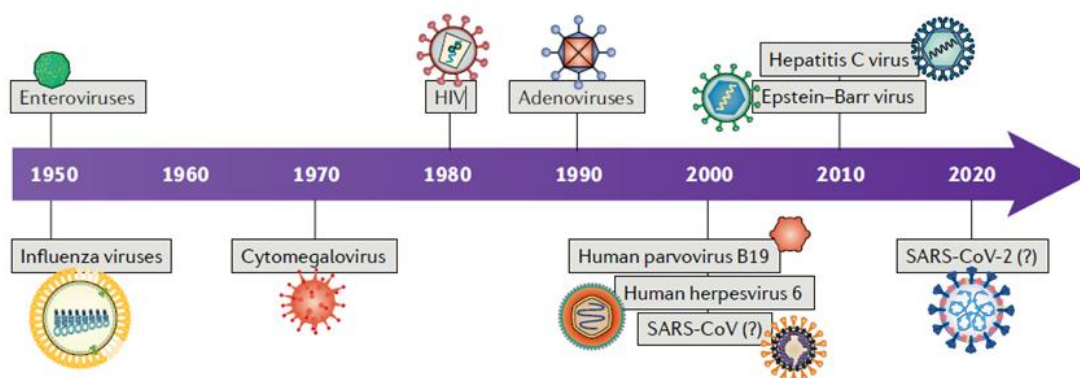 Hepatitis C virus
Enteroviruses
HIV
Adenoviruses
Epstein–Barr virus
1950 1960 1970 1980 1990 2000 2010 2020
Influenza viruses
Cytomegalovirus
Human parvovirus B19
SARS-CoV-2 (?)
Human herpesvirus 6
SARS-CoV (?)